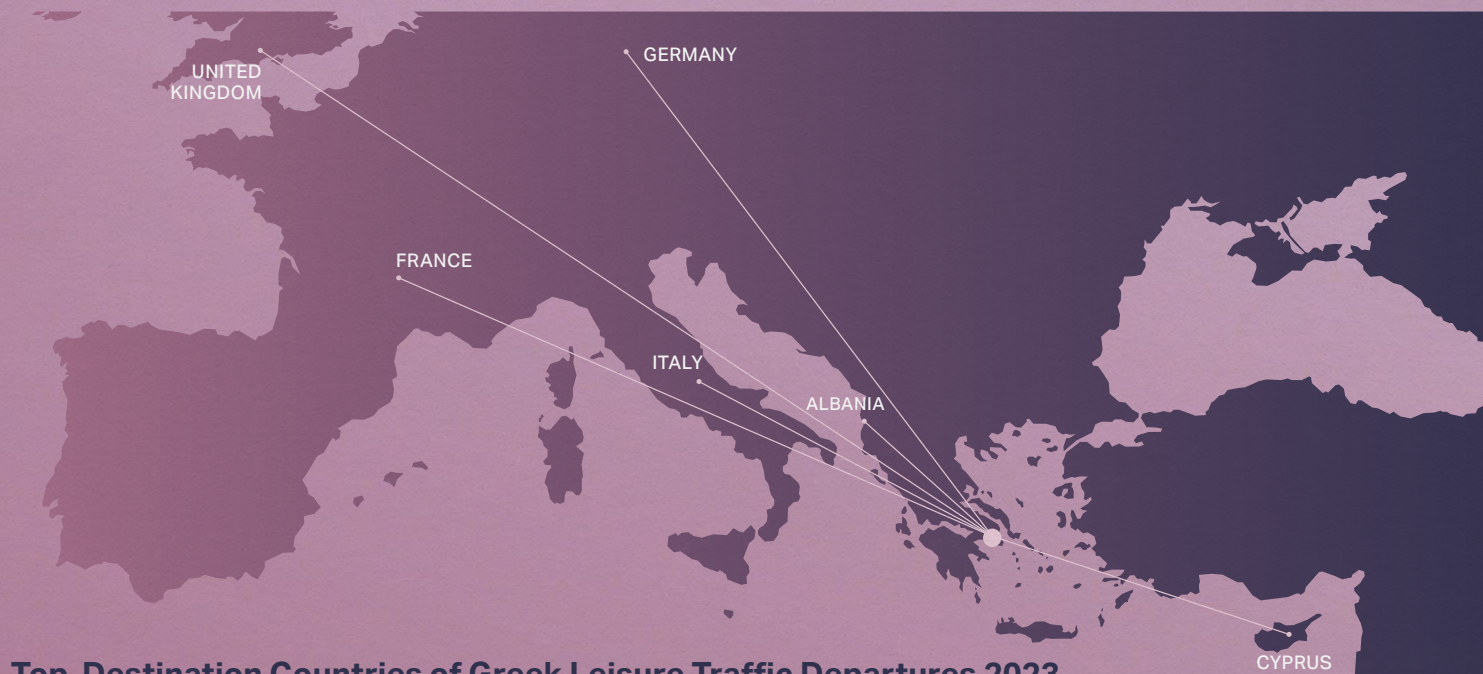 GERMANY
UNITED
KINGDOM
FRANCE
ITALY
ALBANIA
CYPRUS
Top Destination Countries of Greek Leisure Traffic Departures 2023